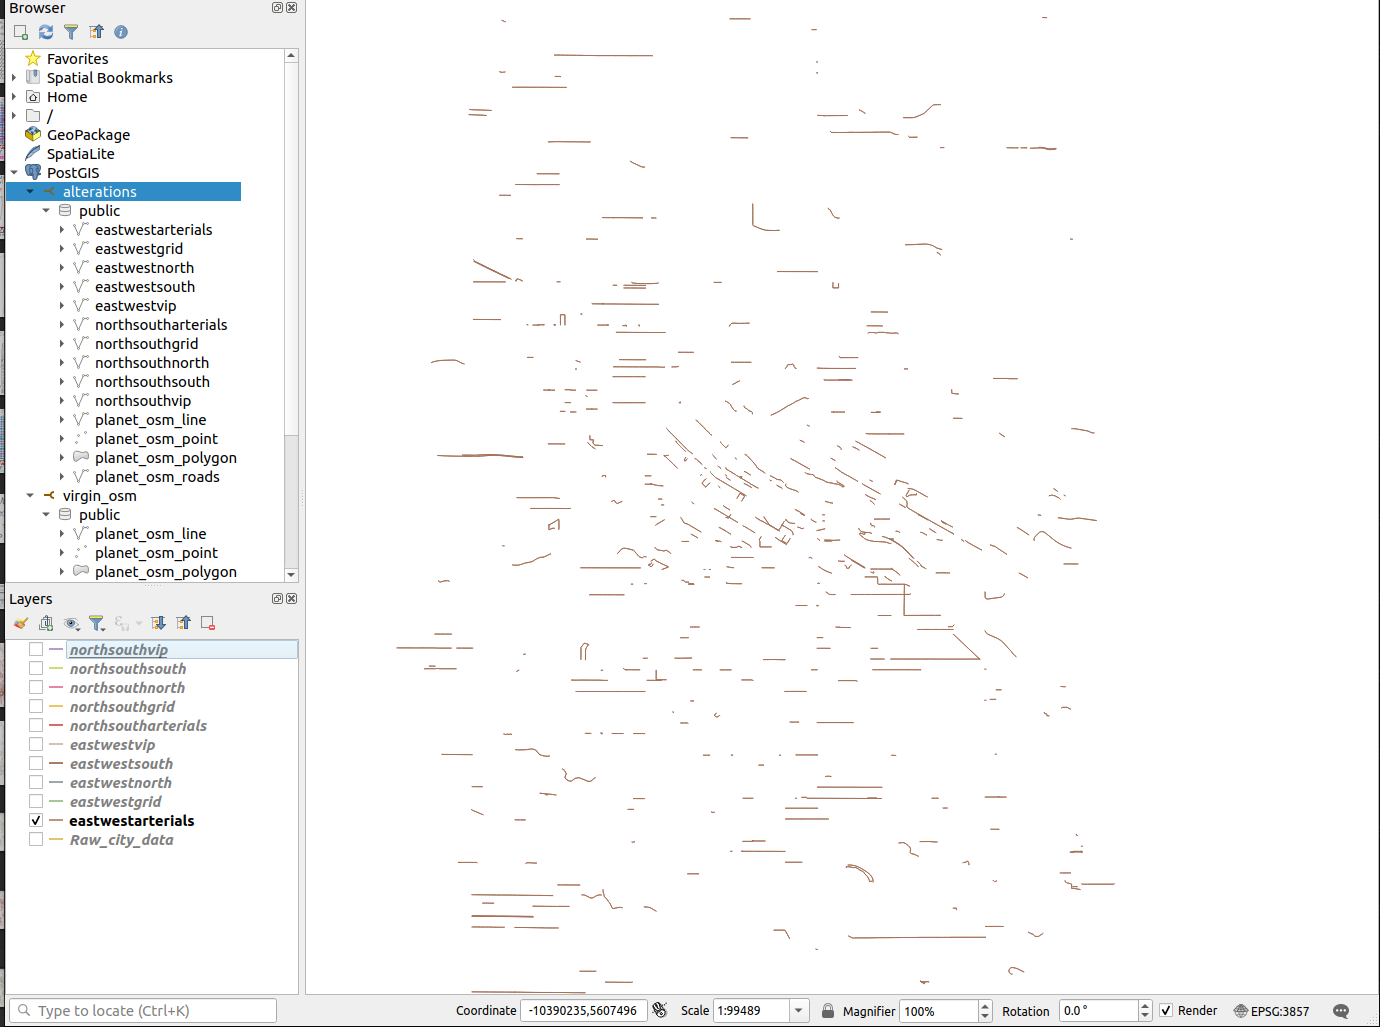 Browser
Favorites
Spatial Bookmarks
Home
/
GeoPackage
SpatiaLite
PostGIS
alterations
public
eastwestarterials
eastwestgrid
eastwestnorth
eastwestsouth
eastwestvip
northsoutharterials
northsouthgrid
northsouthnorth
northsouthsouth
northsouthvip
planet_osm_line
planet_osm_point
planet_osm_polygon
planet_osm_roads
virgin_osm
public
planet_osm_line
planet_osm_point
planet_osm_polygon
Layers
northsouthvip
northsouthsouth
northsouthnorth
northsouthgrid
northsoutharterials
eastwestvip
eastwestsouth
eastwestnorth
eastwestgrid
eastwestarterials
Raw_city_data
Type to locate (Ctrl+K) Coordinate -10390235,5607496 Scale 1:99489 Magnifier 100% Rotation 0.0° Render EPSG:3857